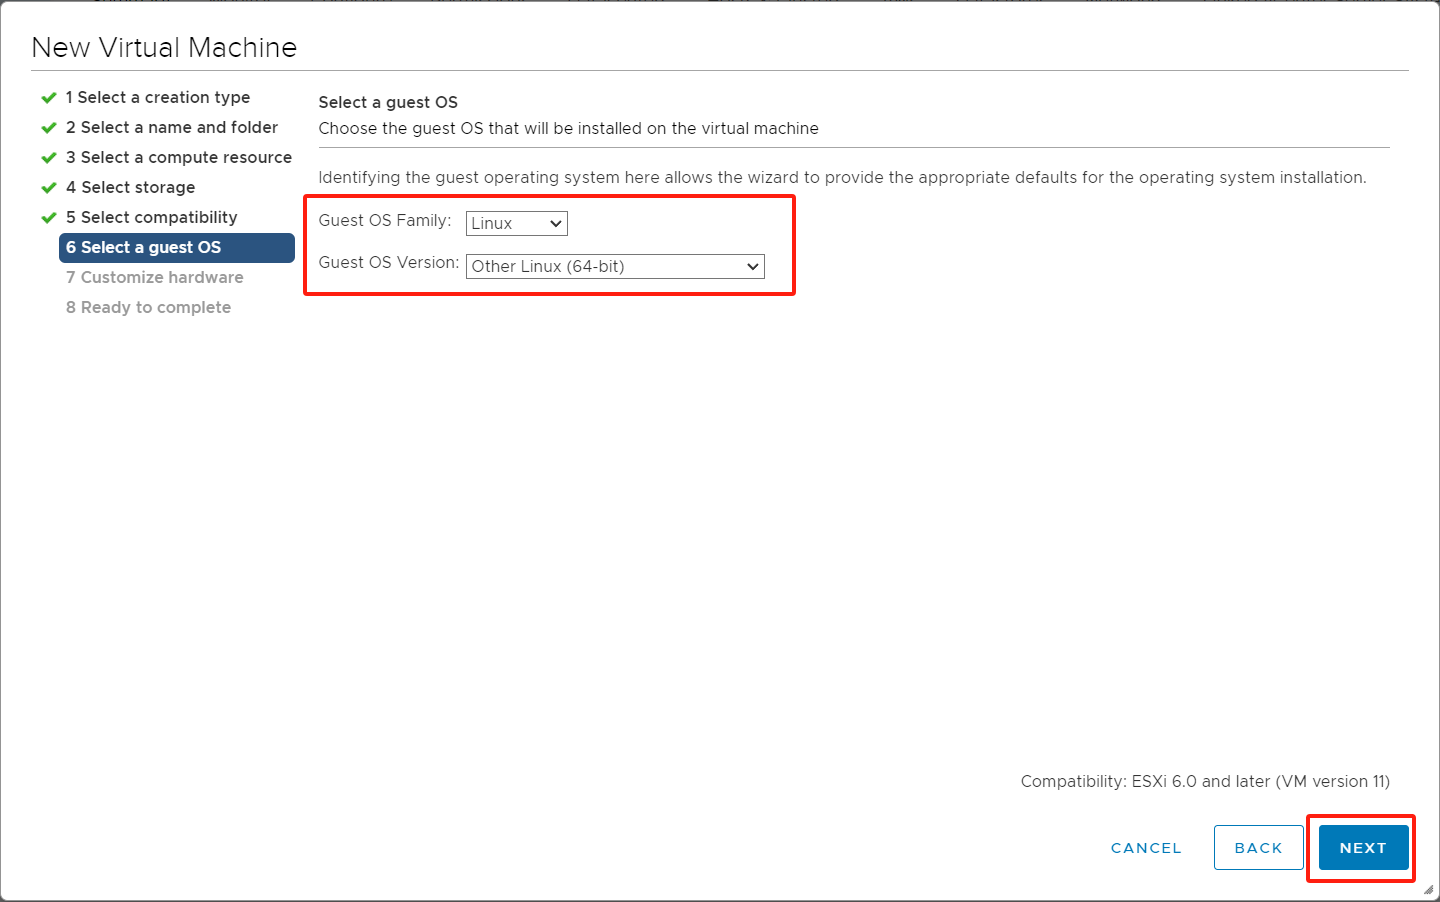 New Virtual Machine
1 Select a creation type
2 Select a name and folder
3 Select a compute resource
4 Select storage
5 Select compatibility
6 Select a guest OS
7 Customize hardware
8 Ready to complete
Select a guest OS
Choose the guest OS that will be installed on the virtual machine
Identifying the guest operating system here allows the wizard to provide the appropriate defaults for the operating system installation.
Guest OS Family: Linux
Guest OS Version: Other Linux (64-bit)
Compatibility: ESXi 6.0 and later (VM version 11)
CANCEL BACK NEXT